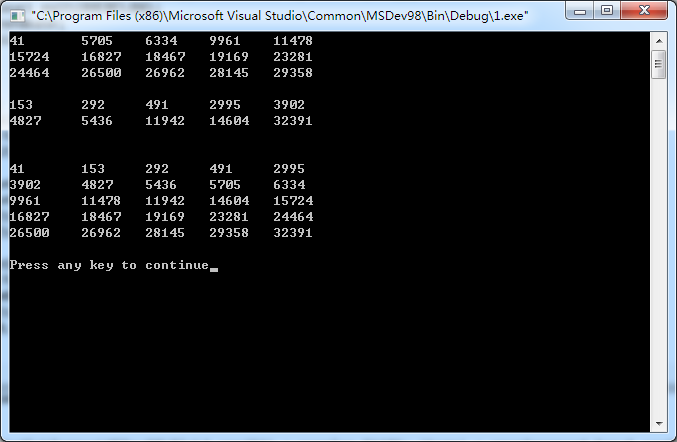 "C:\Program Files (x86)\Microsoft Visual Studio\Common\MSDev98\Bin\Debug\1.exe"
41 5705 6334 9961 11478
15724 16827 18467 19169 23281
24464 26500 26962 28145 29358
153 292 491 2995 3902
4827 5436 11942 14604 32391
41 153 292 491 2995
3902 4827 5436 5705 6334
9961 11478 11942 14604 15724
16827 18467 19169 23281 24464
26500 26962 28145 29358 32391
Press any key to continue